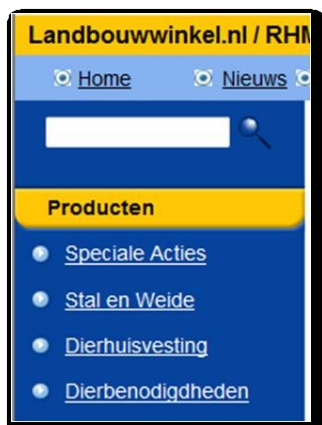 Landbouwwinkel.nl / RHM
Home Nieuws
Producten
Speciale Acties
Stal en Weide
Dierhuisvesting
Dierbenodigdheden